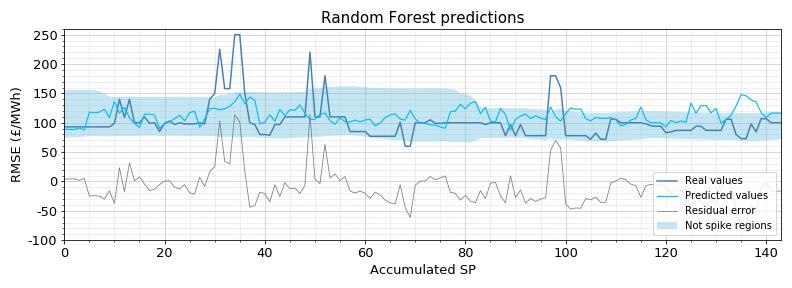 Random Forest predictions
RMSE (£/MWh)
250
200
150
100
50
0
-50
-100
0
20
40
60
80
100
120
140
Accumulated SP
Real values
Predicted values
Residual error
Not spike regions